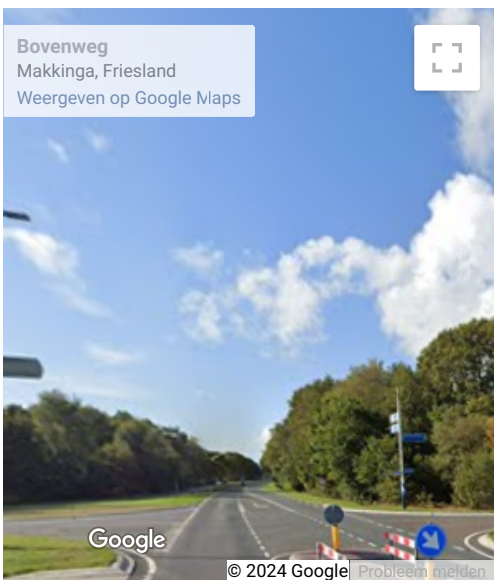 Bovenweg
Makkinga, Friesland
Weergeven op Google Maps
Google
© 2024 Google
Probleem melden